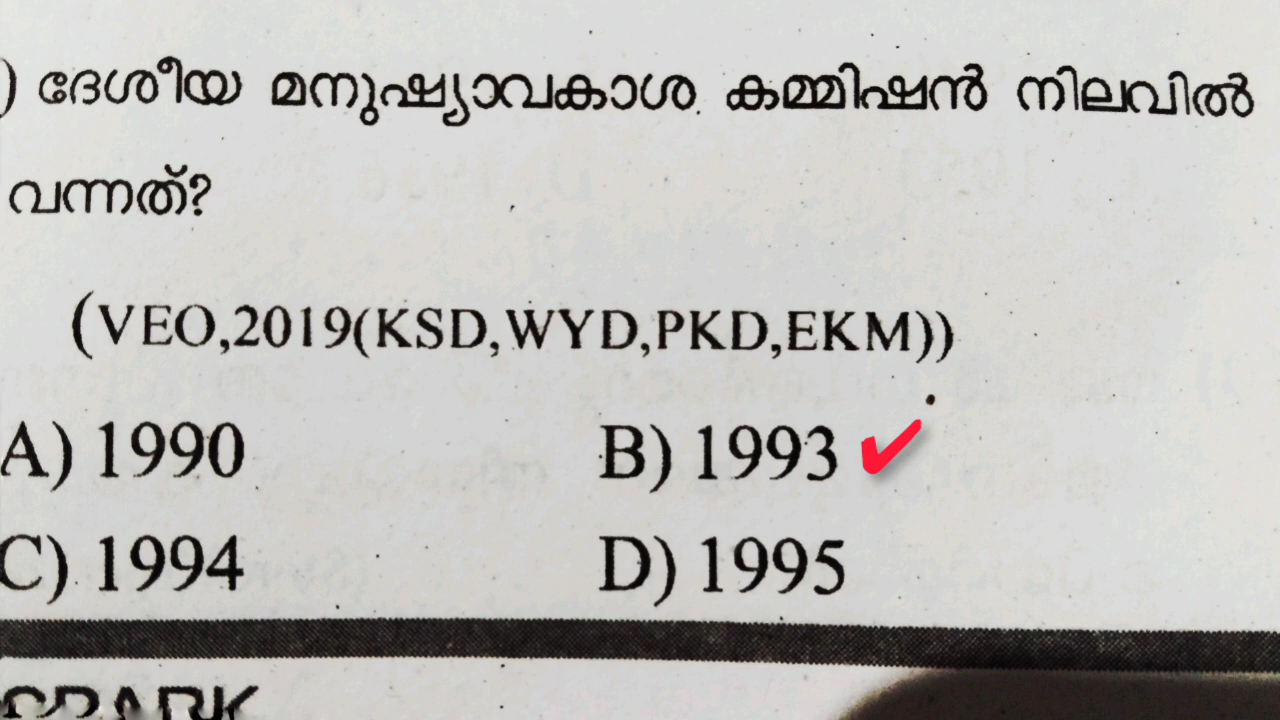 ) ദേശീയ മനുഷ്യാവകാശ കമ്മിഷൻ നിലവിൽ
വന്നത്?
(VEO,2019(KSD,WYD,PKD,EKM))
A) 1990 B) 1993
C) 1994 D) 1995